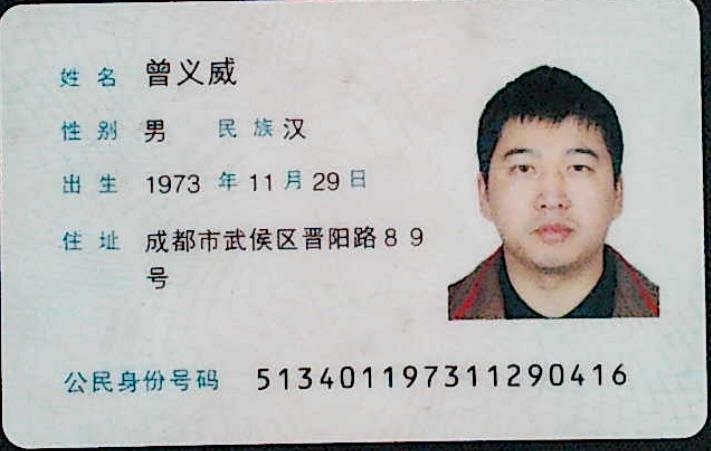 姓名 曾义威
性别 男 民族 汉
出生 1973 年 11 月 29 日
住址 成都市武侯区晋阳路89
号
公民身份号码 513401197311290416